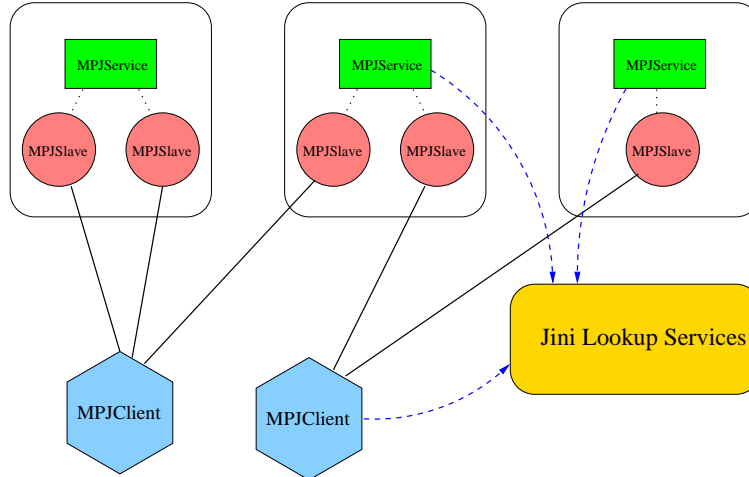 MPJService
MPJService
MPJService
MPJSlave
MPJSlave
MPJSlave
MPJSlave
MPJSlave
Jini Lookup Services
MPJClient
MPJClient